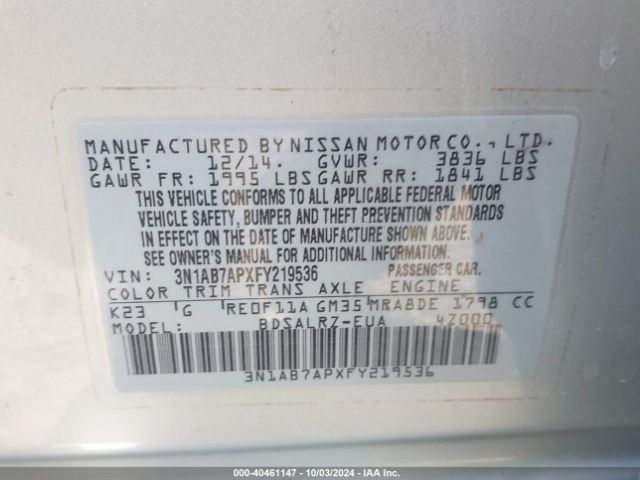 MANUFACTURED BY NISSAN MOTOR CO., LTD.
DATE: 12/14. GVWR: 3836 LBS
GAWR FR: 1995 LBS GAWR RR: 1841 LBS
THIS VEHICLE CONFORMS TO ALL APPLICABLE FEDERAL MOTOR
VEHICLE SAFETY, BUMPER AND THEFT PREVENTION STANDARDS
IN EFFECT ON THE DATE OF MANUFACTURE SHOWN ABOVE.
SEE OWNER'S MANUAL FOR ADDITIONAL INFORMATION
VIN: 3N1AB7APXFY219536 PASSENGER CAR.
COLOR TRIM TRANS AXLE ENGINE
K23 G RE0F11A GM35 MRA8DE 1798 CC
MODEL: BDSALRZ-EUA 4Z000
3N1AB7APXFY219536
000-40461147 - 10/03/2024 - IAA Inc.